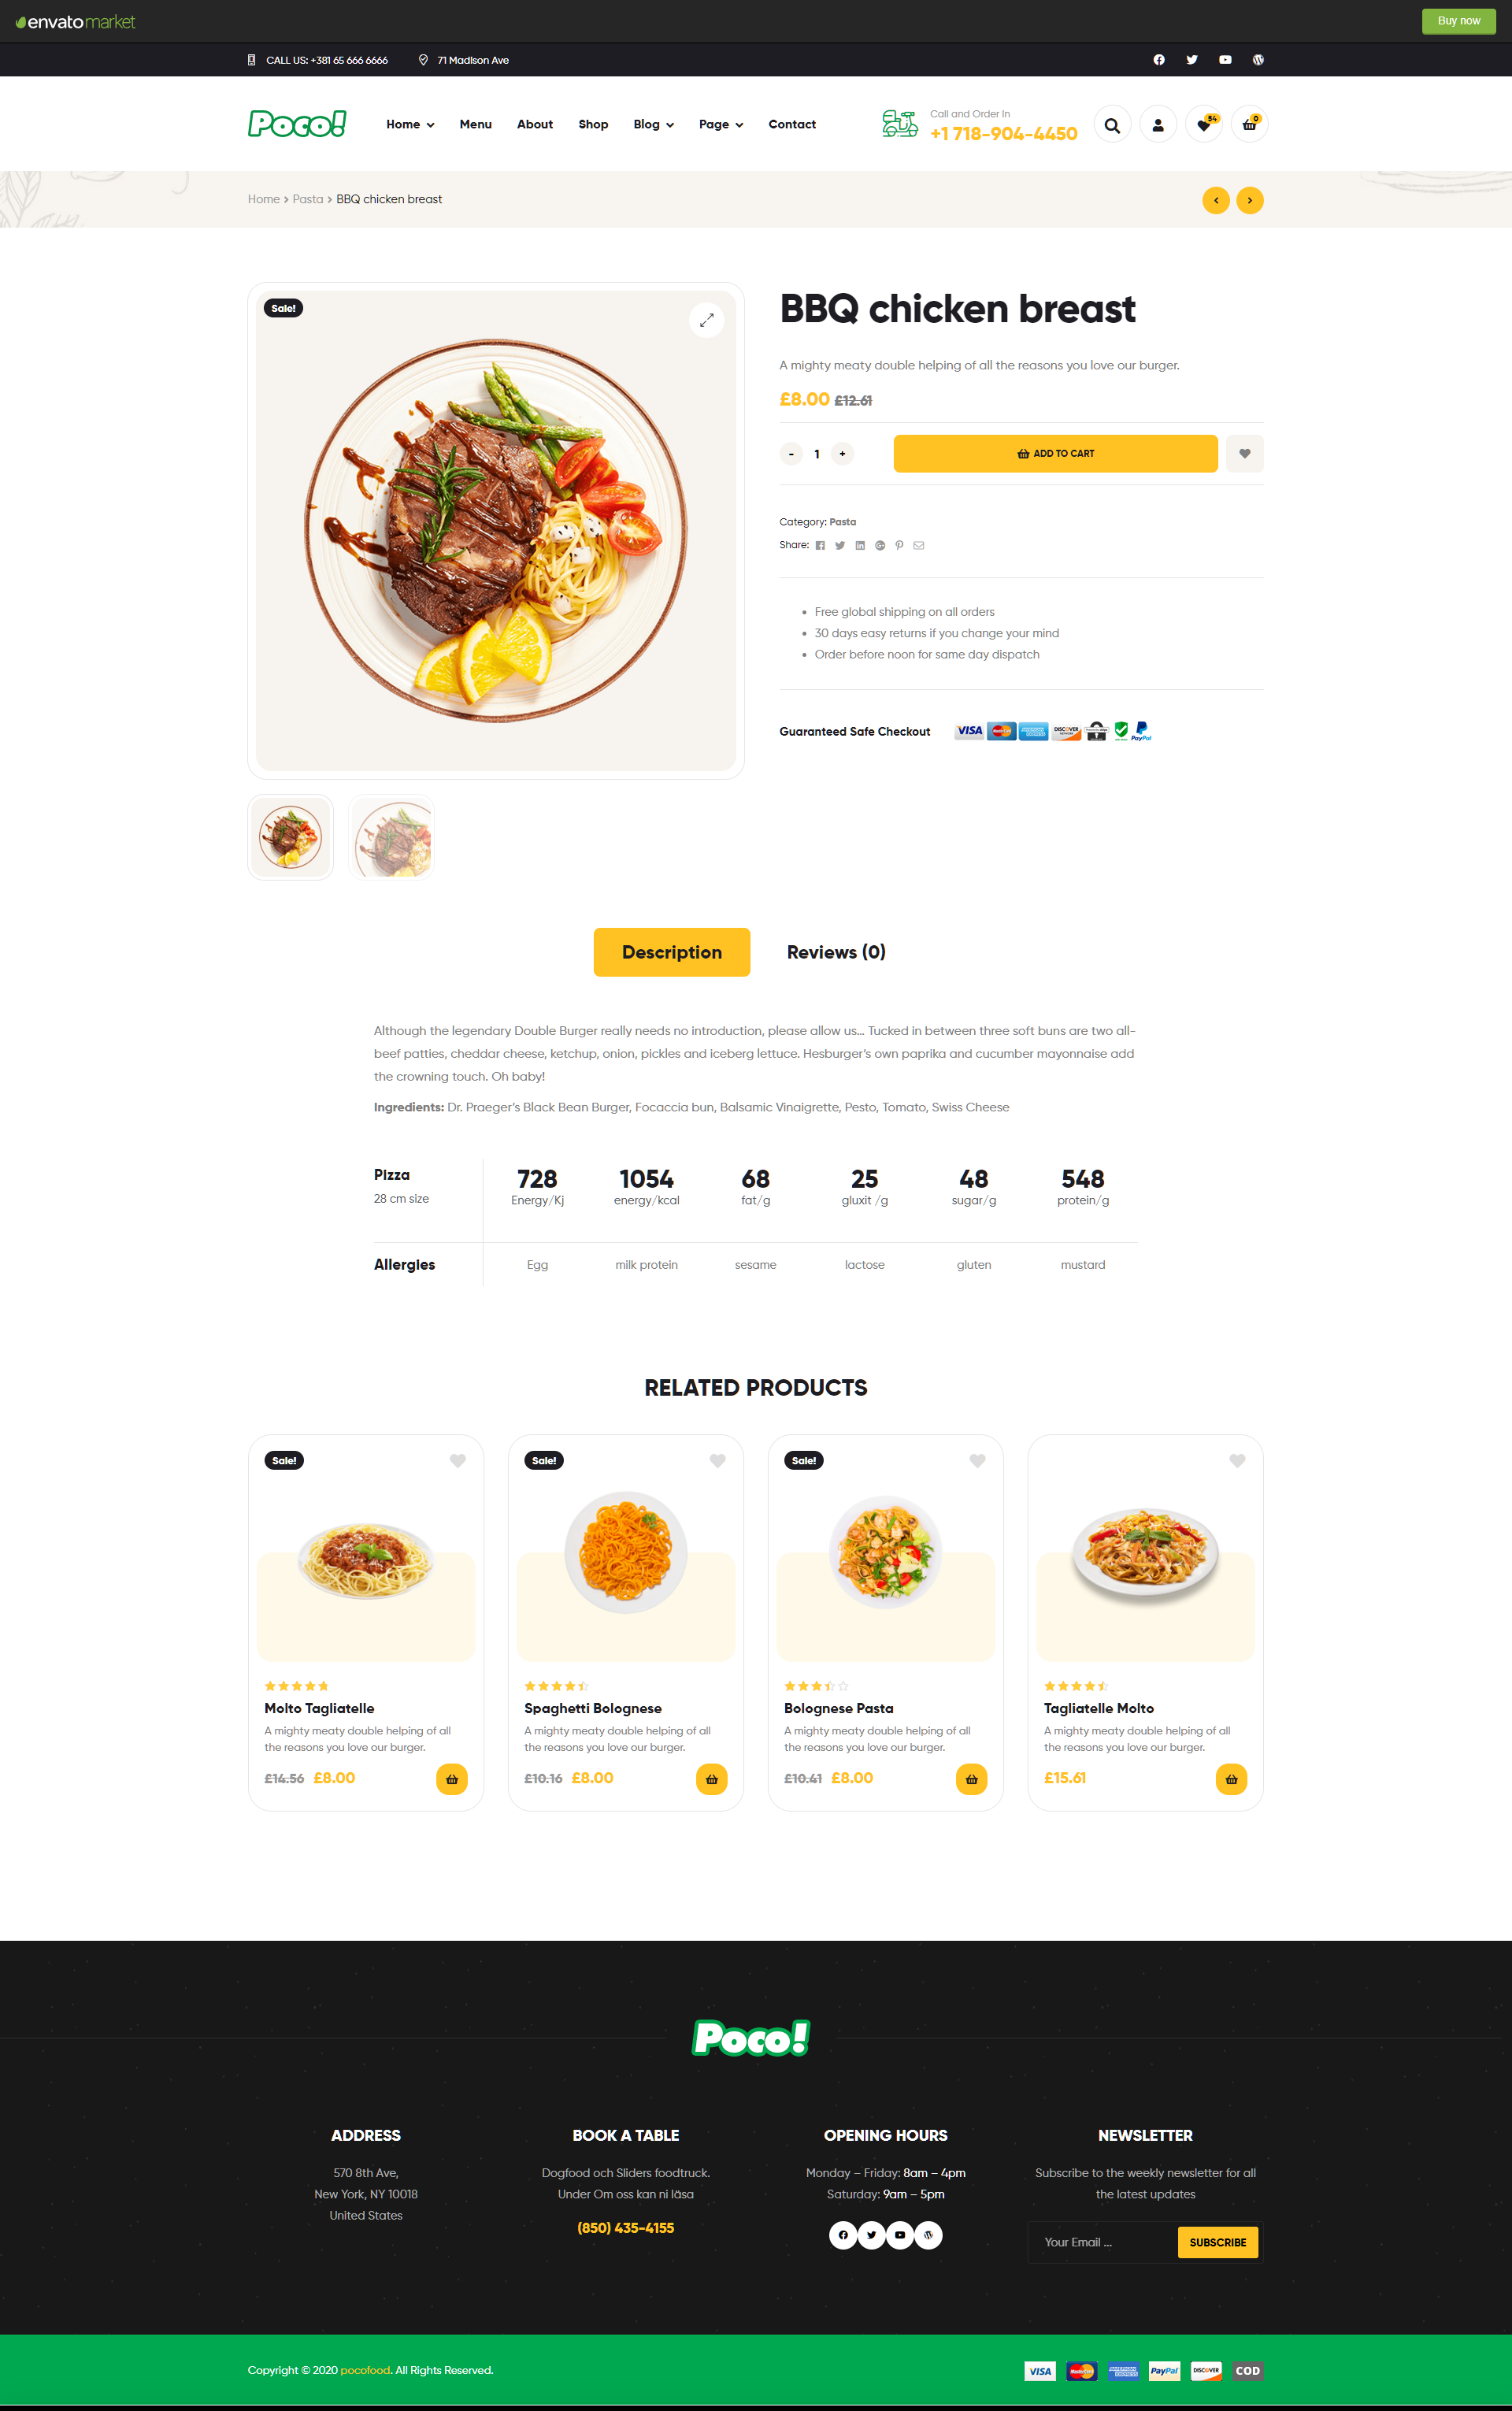 envato market
Buy now
CALL US: +381 65 666 6666
71 Madison Ave
Poco!
Home
Menu
About
Shop
Blog
Page
Contact
Call and Order in
+1 718-904-4450
54
0
Home > Pasta > BBQ chicken breast
Sale!
BBQ chicken breast
A mighty meaty double helping of all the reasons you love our burger.
£8.00 £12.61
- 1 +
ADD TO CART
Category: Pasta
Share:
Free global shipping on all orders
30 days easy returns if you change your mind
Order before noon for same day dispatch
Guaranteed Safe Checkout
VISA
DISCOVER
PayPal
Description
Reviews (0)
Although the legendary Double Burger really needs no introduction, please allow us… Tucked in between three soft buns are two all-
beef patties, cheddar cheese, ketchup, onion, pickles and iceberg lettuce. Hesburger’s own paprika and cucumber mayonnaise add
the crowning touch. Oh baby!
Ingredients: Dr. Praeger’s Black Bean Burger, Focaccia bun, Balsamic Vinaigrette, Pesto, Tomato, Swiss Cheese
Pizza
28 cm size
728 1054 68 25 48 548
Energy/Kj energy/kcal fat/g gluxit /g sugar/g protein/g
Allergies Egg milk protein sesame lactose gluten mustard
RELATED PRODUCTS
Sale!
Molto Tagliatelle
A mighty meaty double helping of all
the reasons you love our burger.
£14.56 £8.00
Sale!
Spaghetti Bolognese
A mighty meaty double helping of all
the reasons you love our burger.
£10.16 £8.00
Sale!
Bolognese Pasta
A mighty meaty double helping of all
the reasons you love our burger.
£10.41 £8.00
Tagliatelle Molto
A mighty meaty double helping of all
the reasons you love our burger.
£15.61
Poco!
ADDRESS
570 8th Ave,
New York, NY 10018
United States
BOOK A TABLE
Dogfood och Sliders foodtruck.
Under Om oss kan ni läsa
(850) 435-4155
OPENING HOURS
Monday – Friday: 8am – 4pm
Saturday: 9am – 5pm
NEWSLETTER
Subscribe to the weekly newsletter for all
the latest updates
Your Email ...
SUBSCRIBE
Copyright © 2020 pocofood. All Rights Reserved.
VISA
MasterCard
AMERICAN EXPRESS
PayPal
DISCOVER
COD